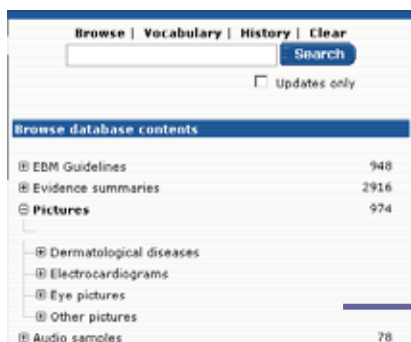 Browse | Vocabulary | History | Clear
Search
Updates only
Browse database contents
EBM Guidelines 948
Evidence summaries 2916
Pictures 974
Dermatological diseases
Electrocardiograms
Eye pictures
Other pictures
Audio samples 78